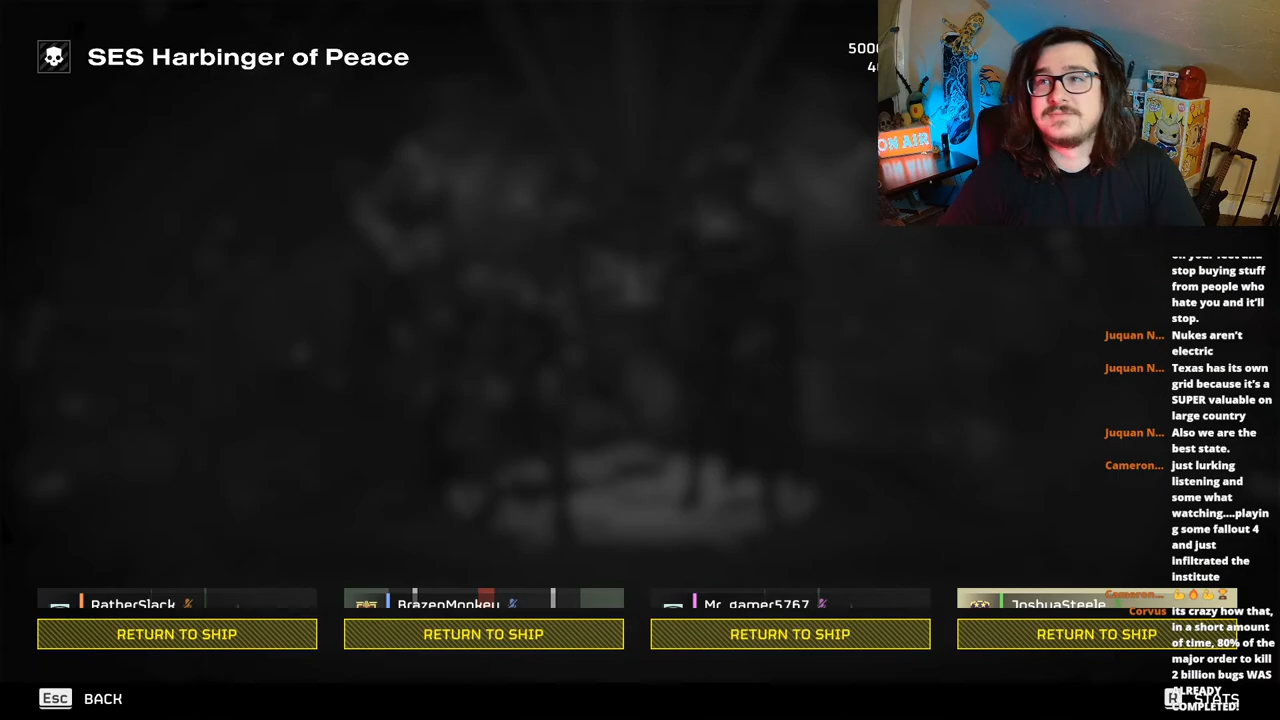 SES Harbinger of Peace
ON AIR
stop buying stuff
from people who
hate you and it'll
stop.
Juquan N... Nukes aren't
electric
Juquan N... Texas has its own
grid because it's a
SUPER valuable on
large country
Juquan N... Also we are the
best state.
Cameron... just lurking
listening and
some what
watching....playin
g some fallout 4
and just
infiltrated the
institute
Cameron... 💪🔥💪🏆
Corvus its crazy how that,
in a short amount
of time, 80% of the
major order to kill
2 billion bugs WAS
ALREADY
COMPLETED!
RatherSlack
BrazenMonkey
Mr_gamer5767
JoshuaSteele
RETURN TO SHIP
RETURN TO SHIP
RETURN TO SHIP
RETURN TO SHIP
Esc BACK
R STATS